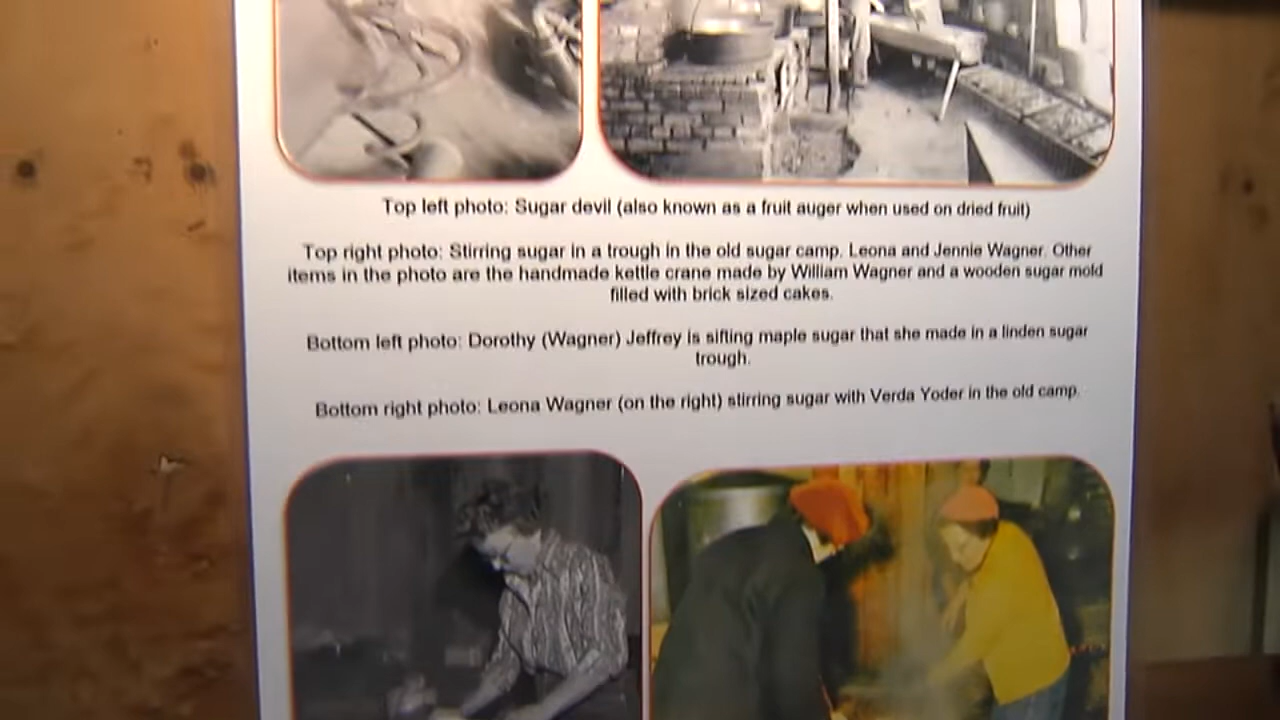 Top left photo: Sugar devil (also known as a fruit auger when used on dried fruit)
Top right photo: Stirring sugar in a trough in the old sugar camp. Leona and Jennie Wagner. Other
items in the photo are the handmade kettle crane made by William Wagner and a wooden sugar mold
filled with brick sized cakes.
Bottom left photo: Dorothy (Wagner) Jeffrey is sifting maple sugar that she made in a linden sugar
trough.
Bottom right photo: Leona Wagner (on the right) stirring sugar with Verda Yoder in the old camp.